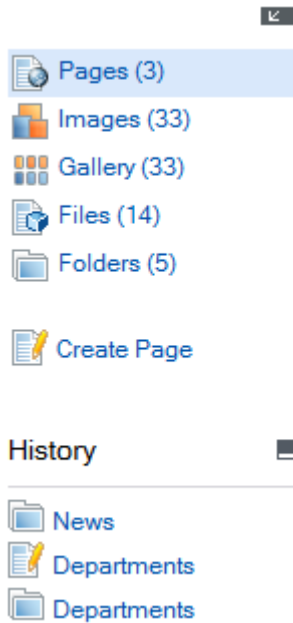 Pages (3)
Images (33)
Gallery (33)
Files (14)
Folders (5)
Create Page
History
News
Departments
Departments